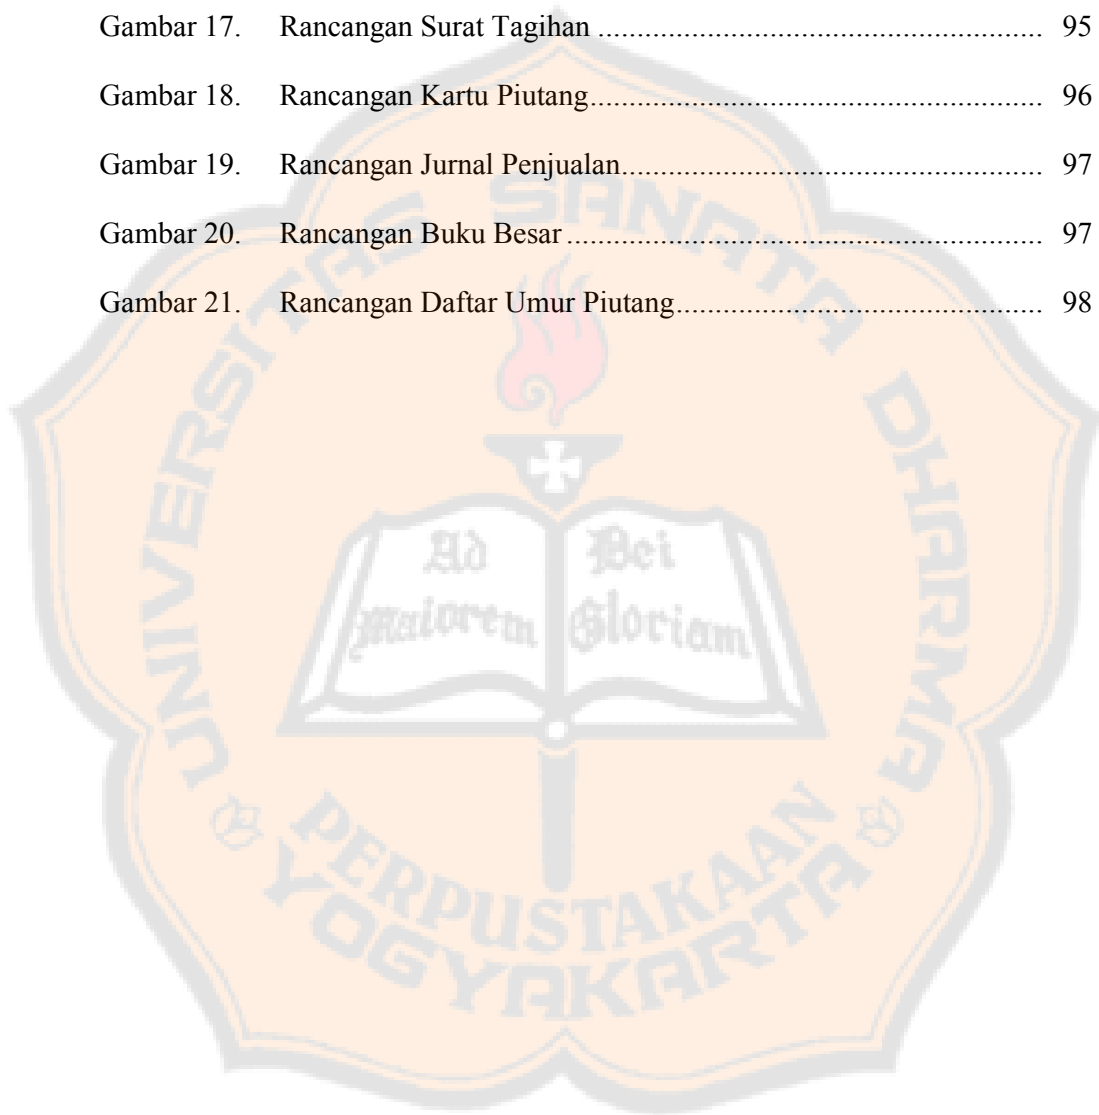 Gambar 17. Rancangan Surat Tagihan ............................................................. 95
Gambar 18. Rancangan Kartu Piutang.............................................................. 96
Gambar 19. Rancangan Jurnal Penjualan.......................................................... 97
Gambar 20. Rancangan Buku Besar ................................................................. 97
Gambar 21. Rancangan Daftar Umur Piutang................................................... 98
UNIVERSITAS SANATA DHARMA
Ad Dei
maiorem Gloriam
PERPUSTAKAAN
YOGYAKARTA